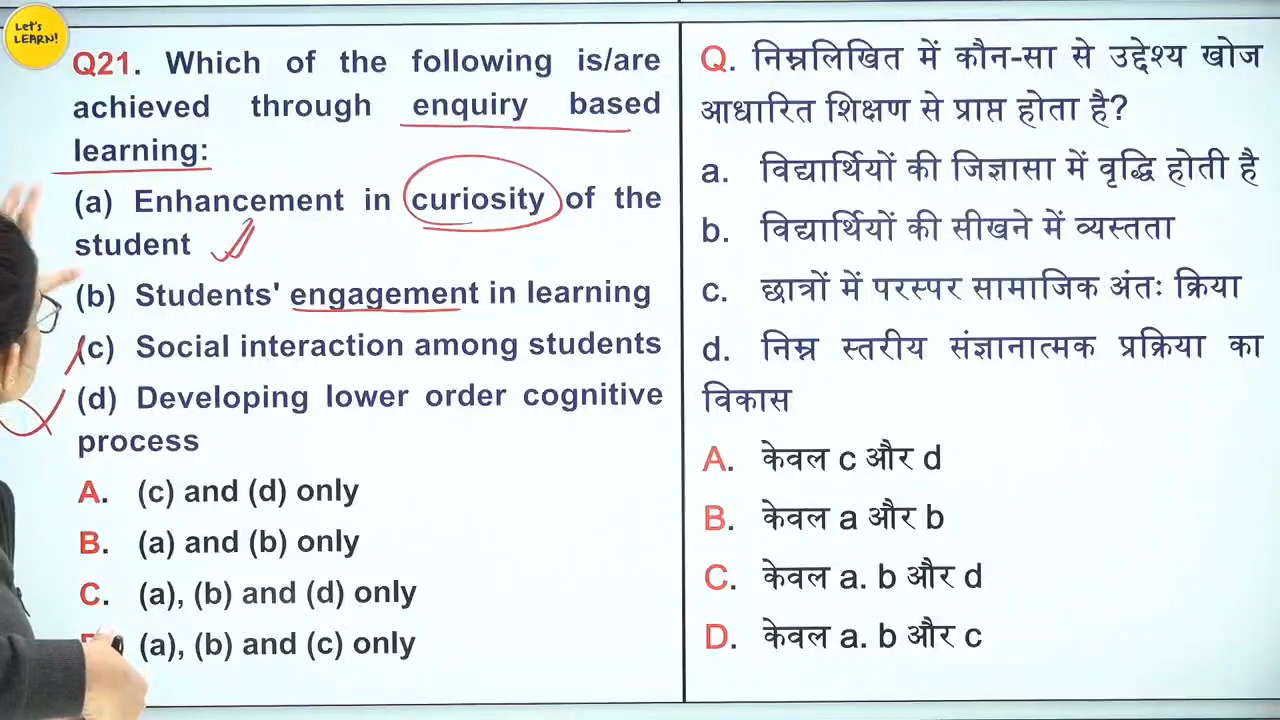 Let's
LEARN!
Q21. Which of the following is/are
achieved through enquiry based
learning:
(a) Enhancement in curiosity of the
student
(b) Students' engagement in learning
(c) Social interaction among students
(d) Developing lower order cognitive
process
A. (c) and (d) only
B. (a) and (b) only
C. (a), (b) and (d) only
(a), (b) and (c) only
Q. निम्नलिखित में कौन-सा से उद्देश्य खोज
आधारित शिक्षण से प्राप्त होता है?
a. विद्यार्थियों की जिज्ञासा में वृद्धि होती है
b. विद्यार्थियों की सीखने में व्यस्तता
c. छात्रों में परस्पर सामाजिक अंतः क्रिया
d. निम्न स्तरीय संज्ञानात्मक प्रक्रिया का
विकास
A. केवल c और d
B. केवल a और b
C. केवल a. b और d
D. केवल a. b और c